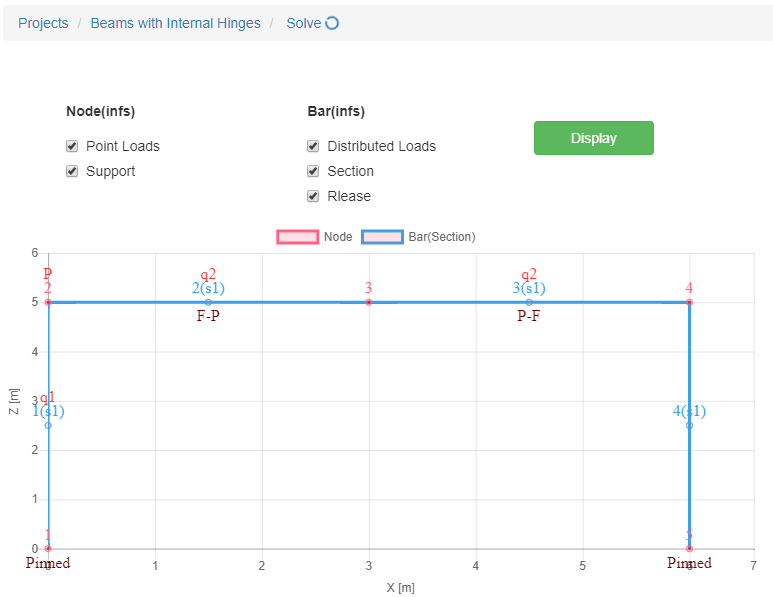 Projects / Beams with Internal Hinges / Solve
Node(infs) Bar(infs)
Point Loads Distributed Loads Display
Support Section
Rlease
Node Bar(Section)
6
P q2 q2
2 2(s1) 3 3(s1) 4
5
F-P P-F
4
3 q1
1(s1) 4(s1)
Z [m]
2
1
1 5
0
Pinned Pinned
0 1 2 3 4 5 6 7
X [m]